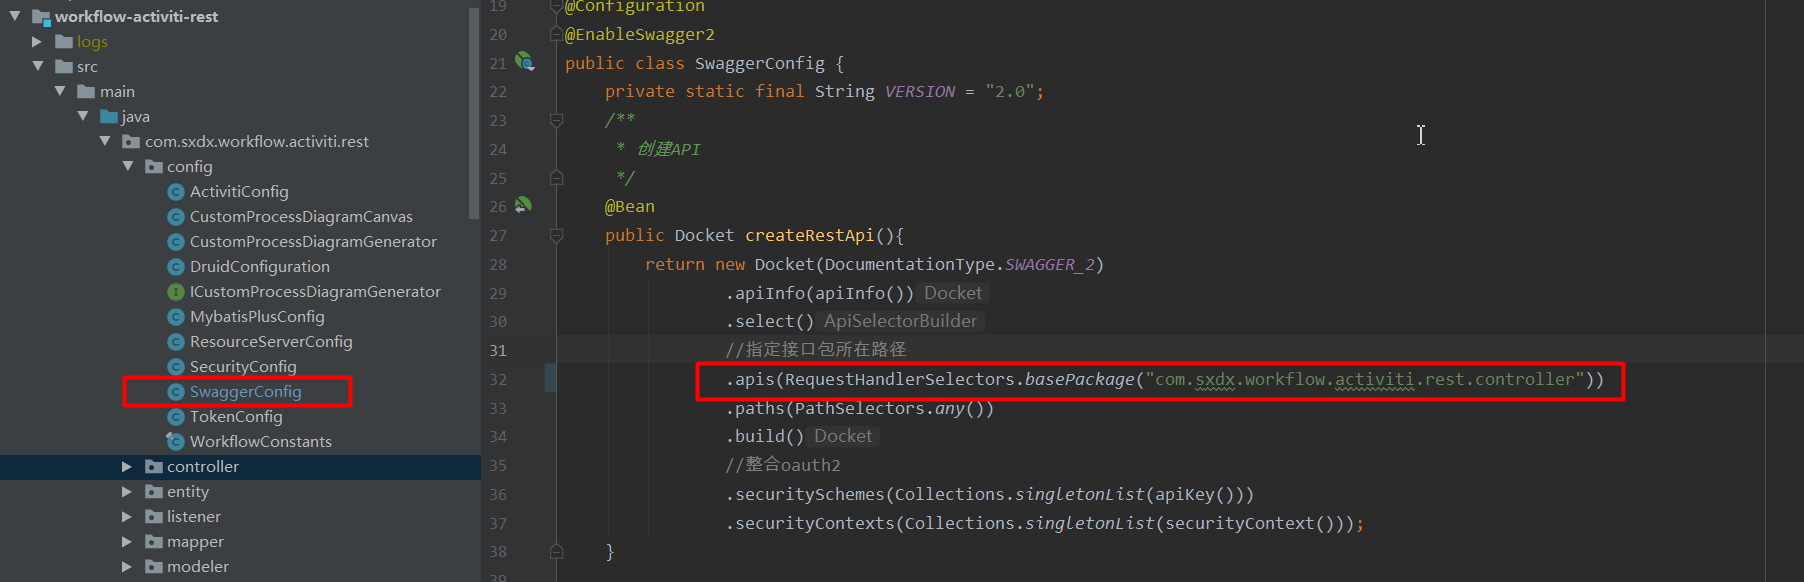 workflow-activiti-rest
logs
src
main
java
com.sxdx.workflow.activiti.rest
config
ActivitiConfig
CustomProcessDiagramCanvas
CustomProcessDiagramGenerator
DruidConfiguration
ICustomProcessDiagramGenerator
MybatisPlusConfig
ResourceServerConfig
SecurityConfig
SwaggerConfig
TokenConfig
WorkflowConstants
controller
entity
listener
mapper
modeler
19 @Configuration
20 @EnableSwagger2
21 public class SwaggerConfig {
22 private static final String VERSION = "2.0";
23 /**
24 * 创建API
25 */
26 @Bean
27 public Docket createRestApi(){
28 return new Docket(DocumentationType.SWAGGER_2)
29 .apiInfo(apiInfo()) Docket
30 .select() ApiSelectorBuilder
31 //指定接口包所在路径
32 .apis(RequestHandlerSelectors.basePackage("com.sxdx.workflow.activiti.rest.controller"))
33 .paths(PathSelectors.any())
34 .build() Docket
35 //整合oauth2
36 .securitySchemes(Collections.singletonList(apiKey()))
37 .securityContexts(Collections.singletonList(securityContext()));
38 }
39